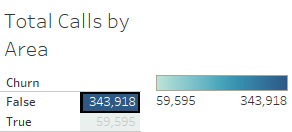 Total Calls by
Area
Churn
False 343,918
True 59,595
59,595 343,918